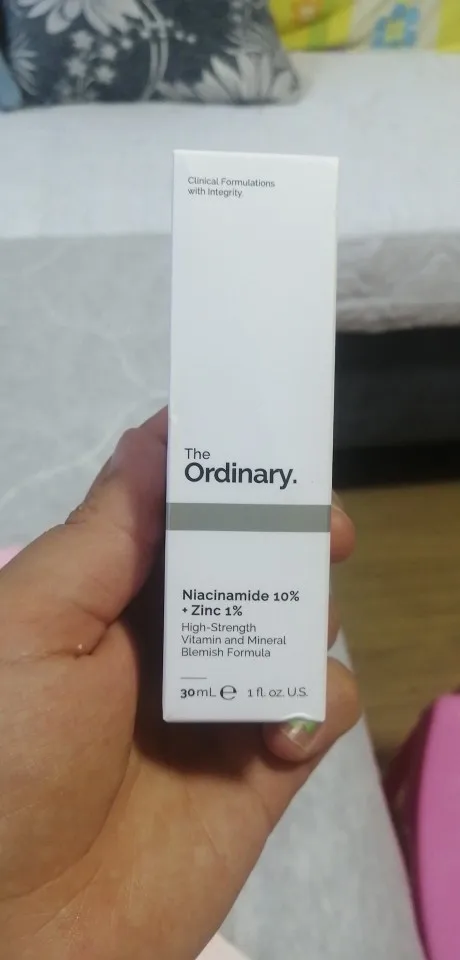 Clinical Formulations
with Integrity.
The
Ordinary.
Niacinamide 10%
+ Zinc 1%
High-Strength
Vitamin and Mineral
Blemish Formula
30mL ℮ 1 fl. oz. U.S.